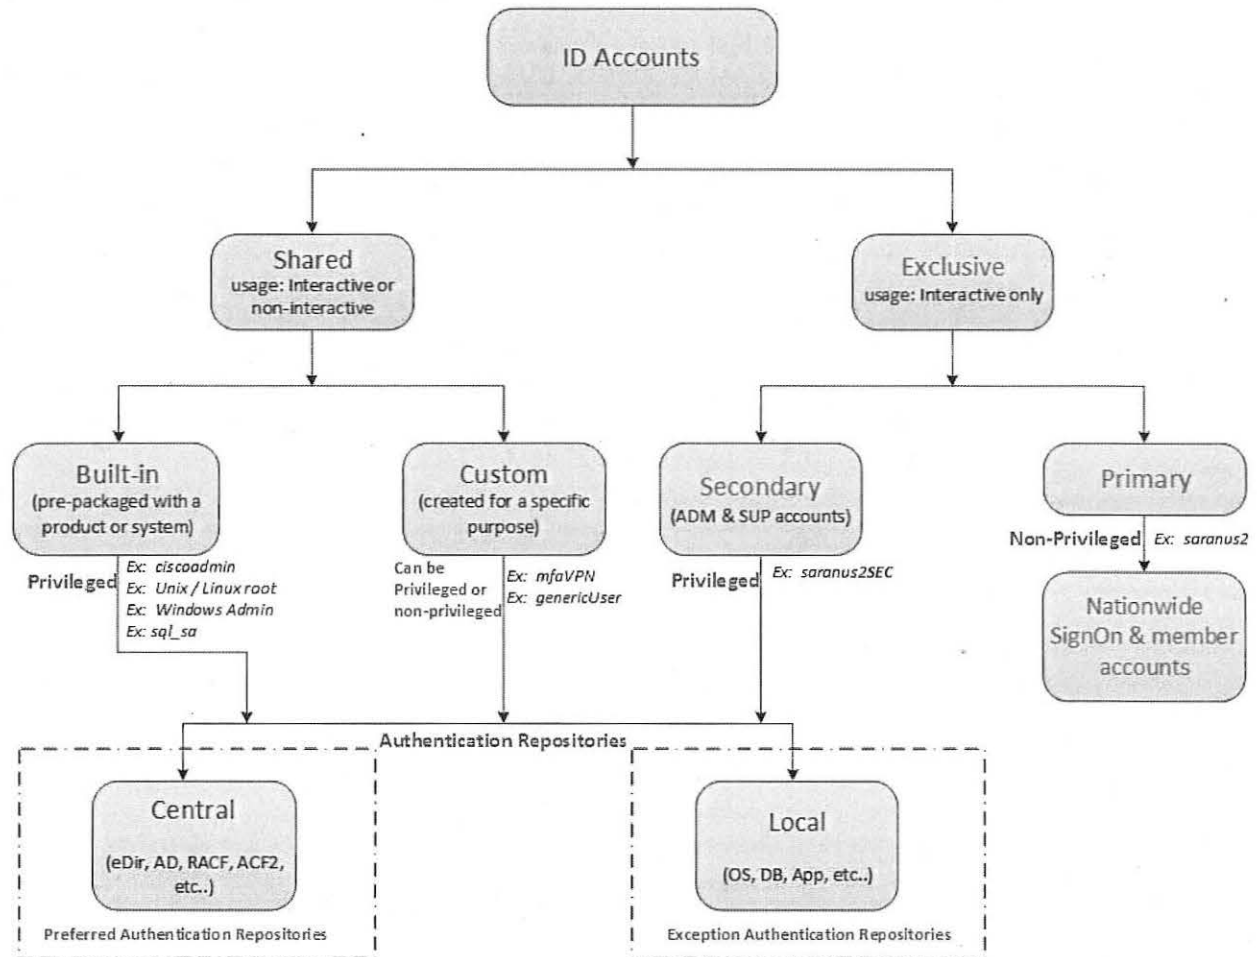 ID Accounts
Shared
usage: Interactive or
non-interactive
Exclusive
usage: Interactive only
Built-in
(pre-packaged with a
product or system)
Custom
(created for a specific
purpose)
Secondary
(ADM & SUP accounts)
Primary
Privileged
Ex: ciscoadmin
Ex: Unix / Linux root
Ex: Windows Admin
Ex: sql_sa
Can be
Privileged or
non-privileged
Ex: mfaVPN
Ex: genericUser
Privileged
Ex: saranus2SEC
Non-Privileged
Ex: saranus2
Nationwide
SignOn & member
accounts
Authentication Repositories
Central
(eDir, AD, RACF, ACF2,
etc..)
Preferred Authentication Repositories
Local
(OS, DB, App, etc..)
Exception Authentication Repositories